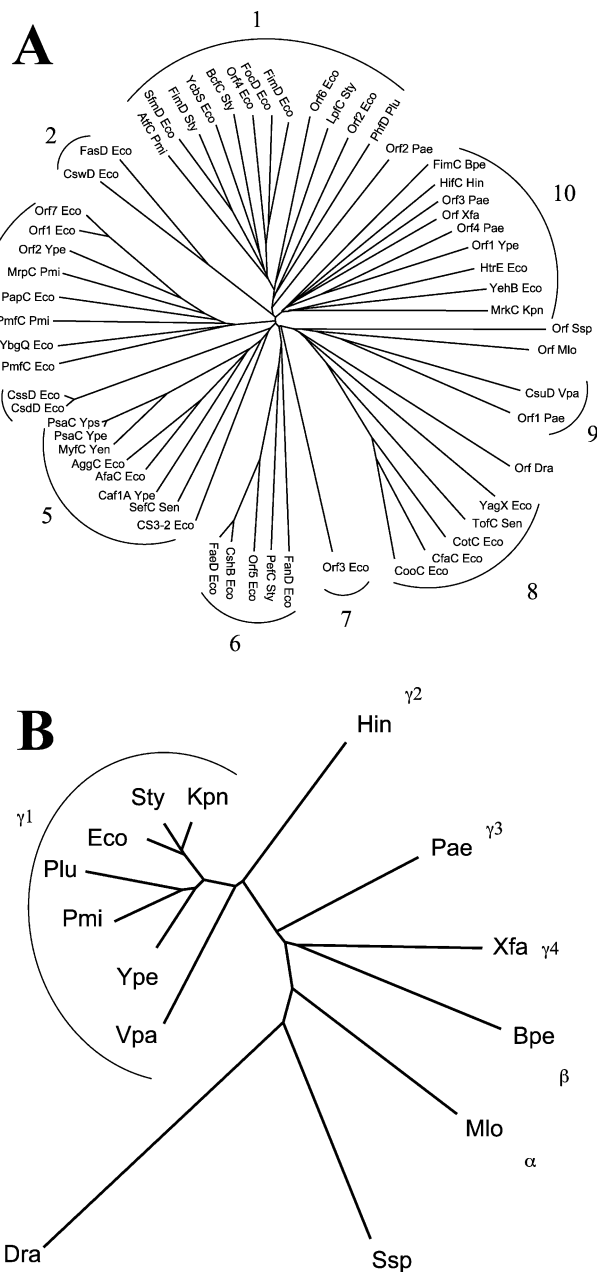 A
1
AtfC Pmi
SfmD Eco
FimD Sty
YcbS Eco
BcfC Sty
Orf4 Eco
FocD Eco
FimD Eco
Orf6 Eco
LpfC Sty
Orf2 Eco
PhfD Plu
2
FasD Eco
CswD Eco
Orf7 Eco
Orf1 Eco
Orf2 Ype
MrpC Pmi
PapC Eco
PmfC Pmi
YbgQ Eco
PmfC Eco
CssD Eco
CsdD Eco
PsaC Yps
PsaC Ype
MyfC Yen
AggC Eco
AfaC Eco
Caf1A Ype
SefC Sen
CS3-2 Eco
5
FaeD Eco
CshB Eco
Orf5 Eco
PefC Sty
FanD Eco
6
Orf3 Eco
7
CooC Eco
CfaC Eco
CotC Eco
TofC Sen
YagX Eco
8
Orf Dra
Orf1 Pae
CsuD Vpa
9
Orf Mlo
Orf Ssp
MrkC Kpn
YehB Eco
HtrE Eco
Orf1 Ype
Orf4 Pae
Orf Xfa
Orf3 Pae
HifC Hin
FimC Bpe
Orf2 Pae
10
B
γ1
Sty
Kpn
Eco
Plu
Pmi
Ype
Vpa
Hin
γ2
Pae
γ3
Xfa
γ4
Bpe
β
Mlo
α
Dra
Ssp